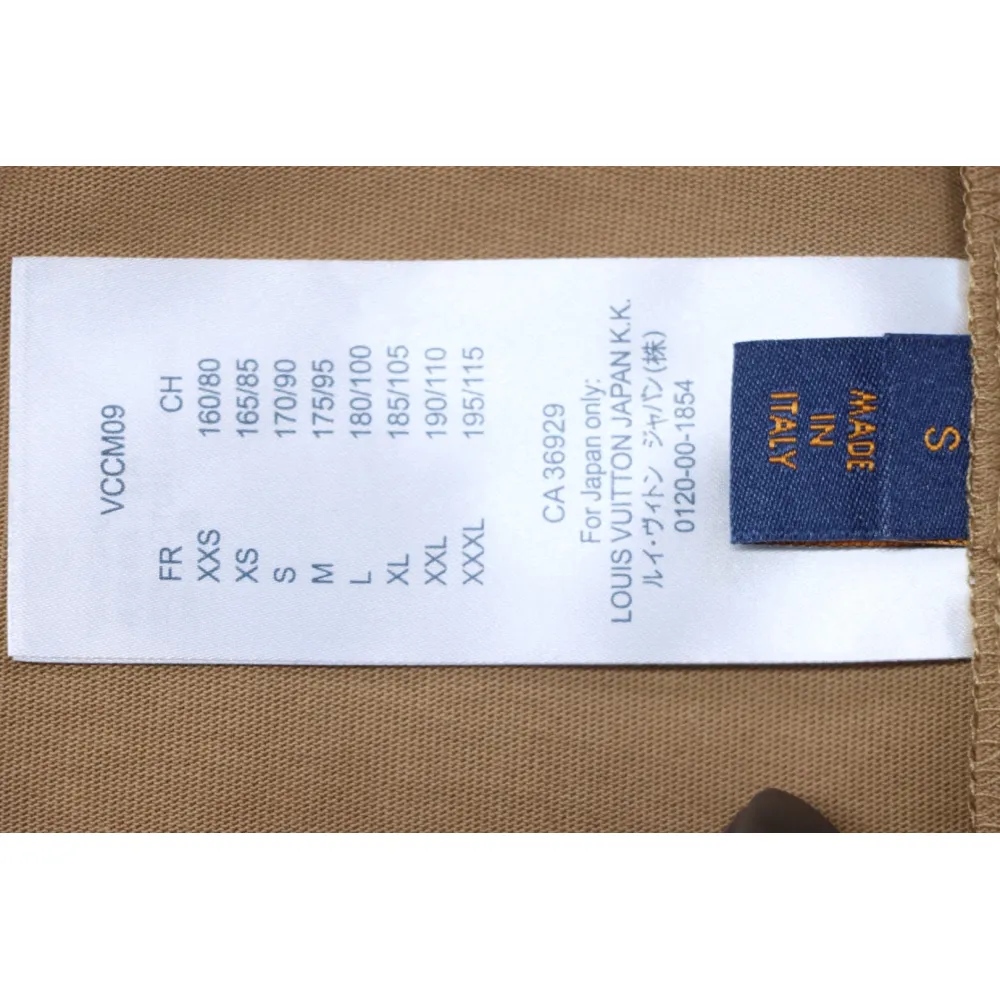 VCCM09
FR CH
XXS 160/80
XS 165/85
S 170/90
M 175/95
L 180/100
XL 185/105
XXL 190/110
XXXL 195/115
CA 36929
For Japan only:
LOUIS VUITTON JAPAN K.K.
ルイ・ヴィトン ジャパン(株)
0120-00-1854
S
MADE
IN
ITALY